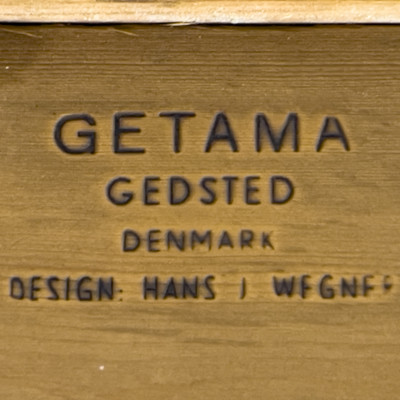 GETAMA
GEDSTED
DENMARK
DESIGN: HANS J WEGNER